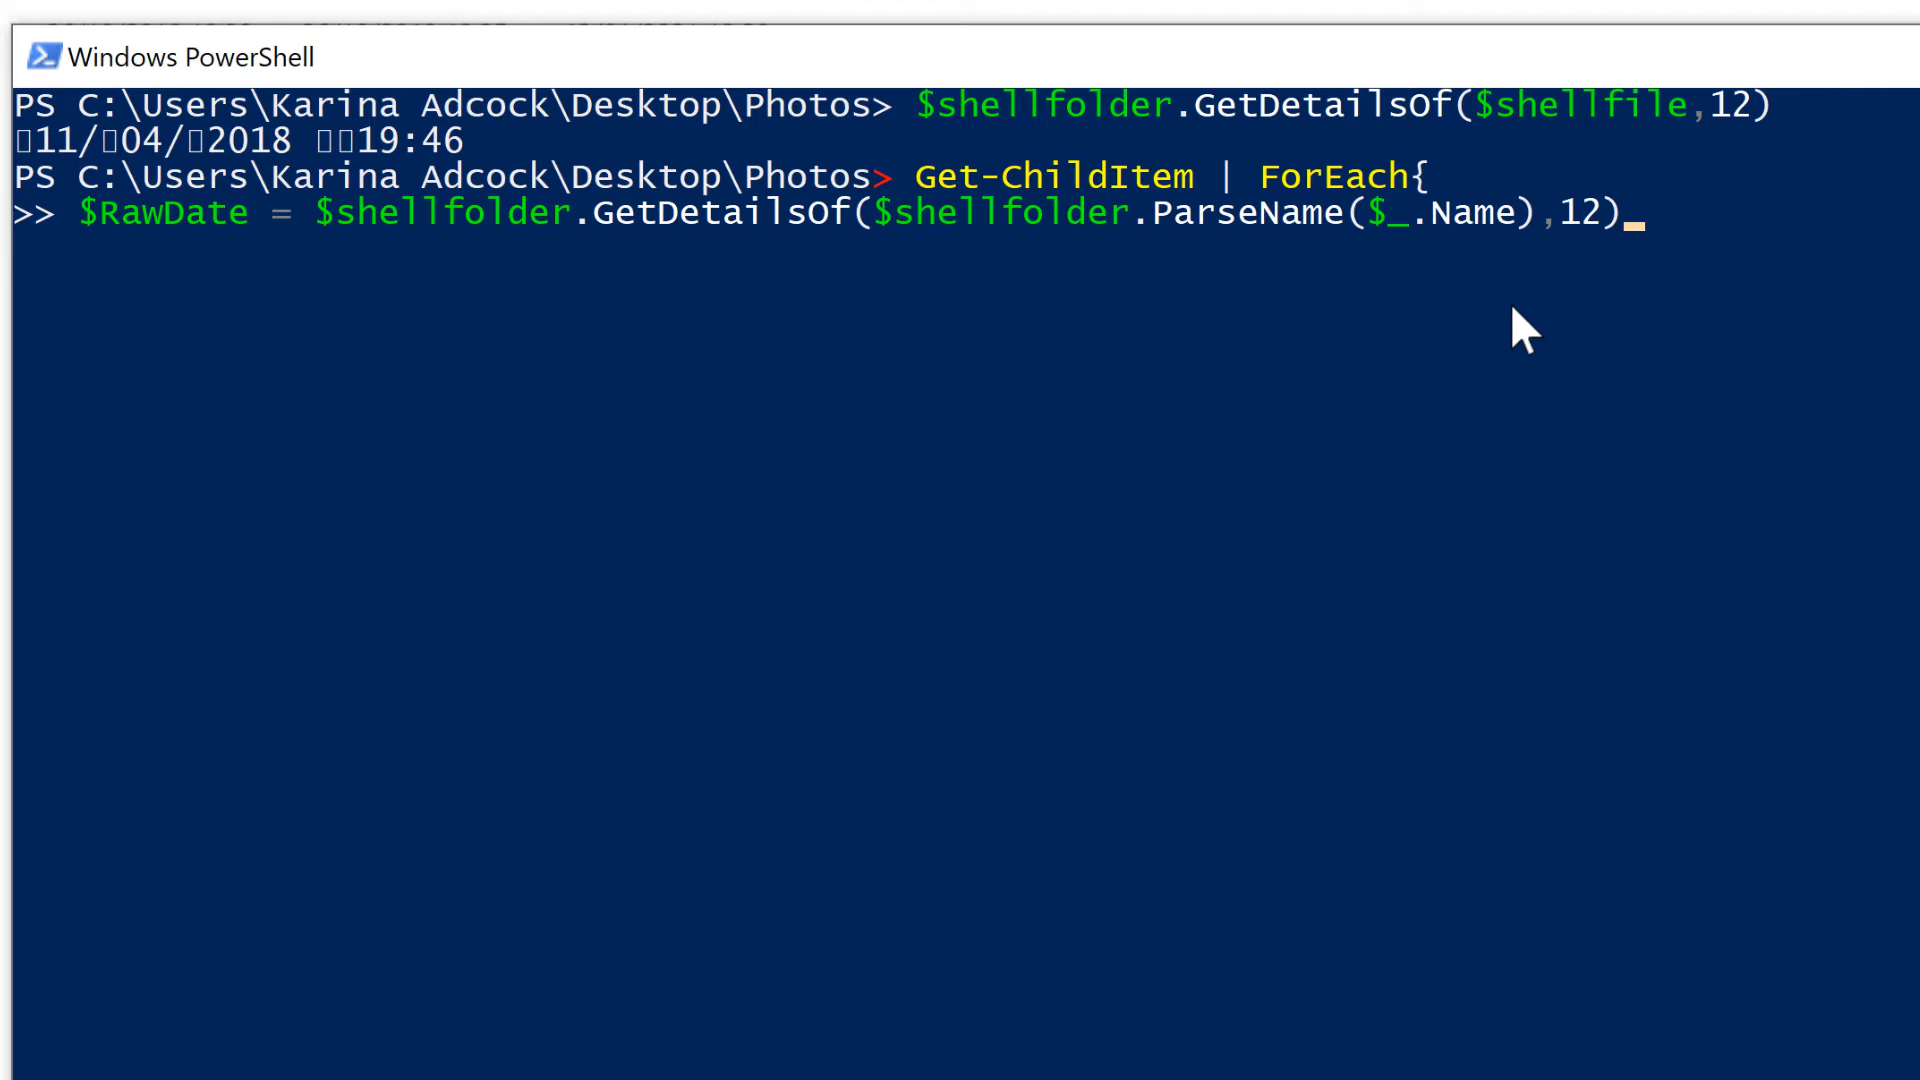 Windows PowerShell
PS C:\Users\Karina Adcock\Desktop\Photos> $shellfolder.GetDetailsOf($shellfile,12)
▯11/▯04/▯2018 ▯▯19:46
PS C:\Users\Karina Adcock\Desktop\Photos> Get-ChildItem | ForEach{
>> $RawDate = $shellfolder.GetDetailsOf($shellfolder.ParseName($_.Name),12)